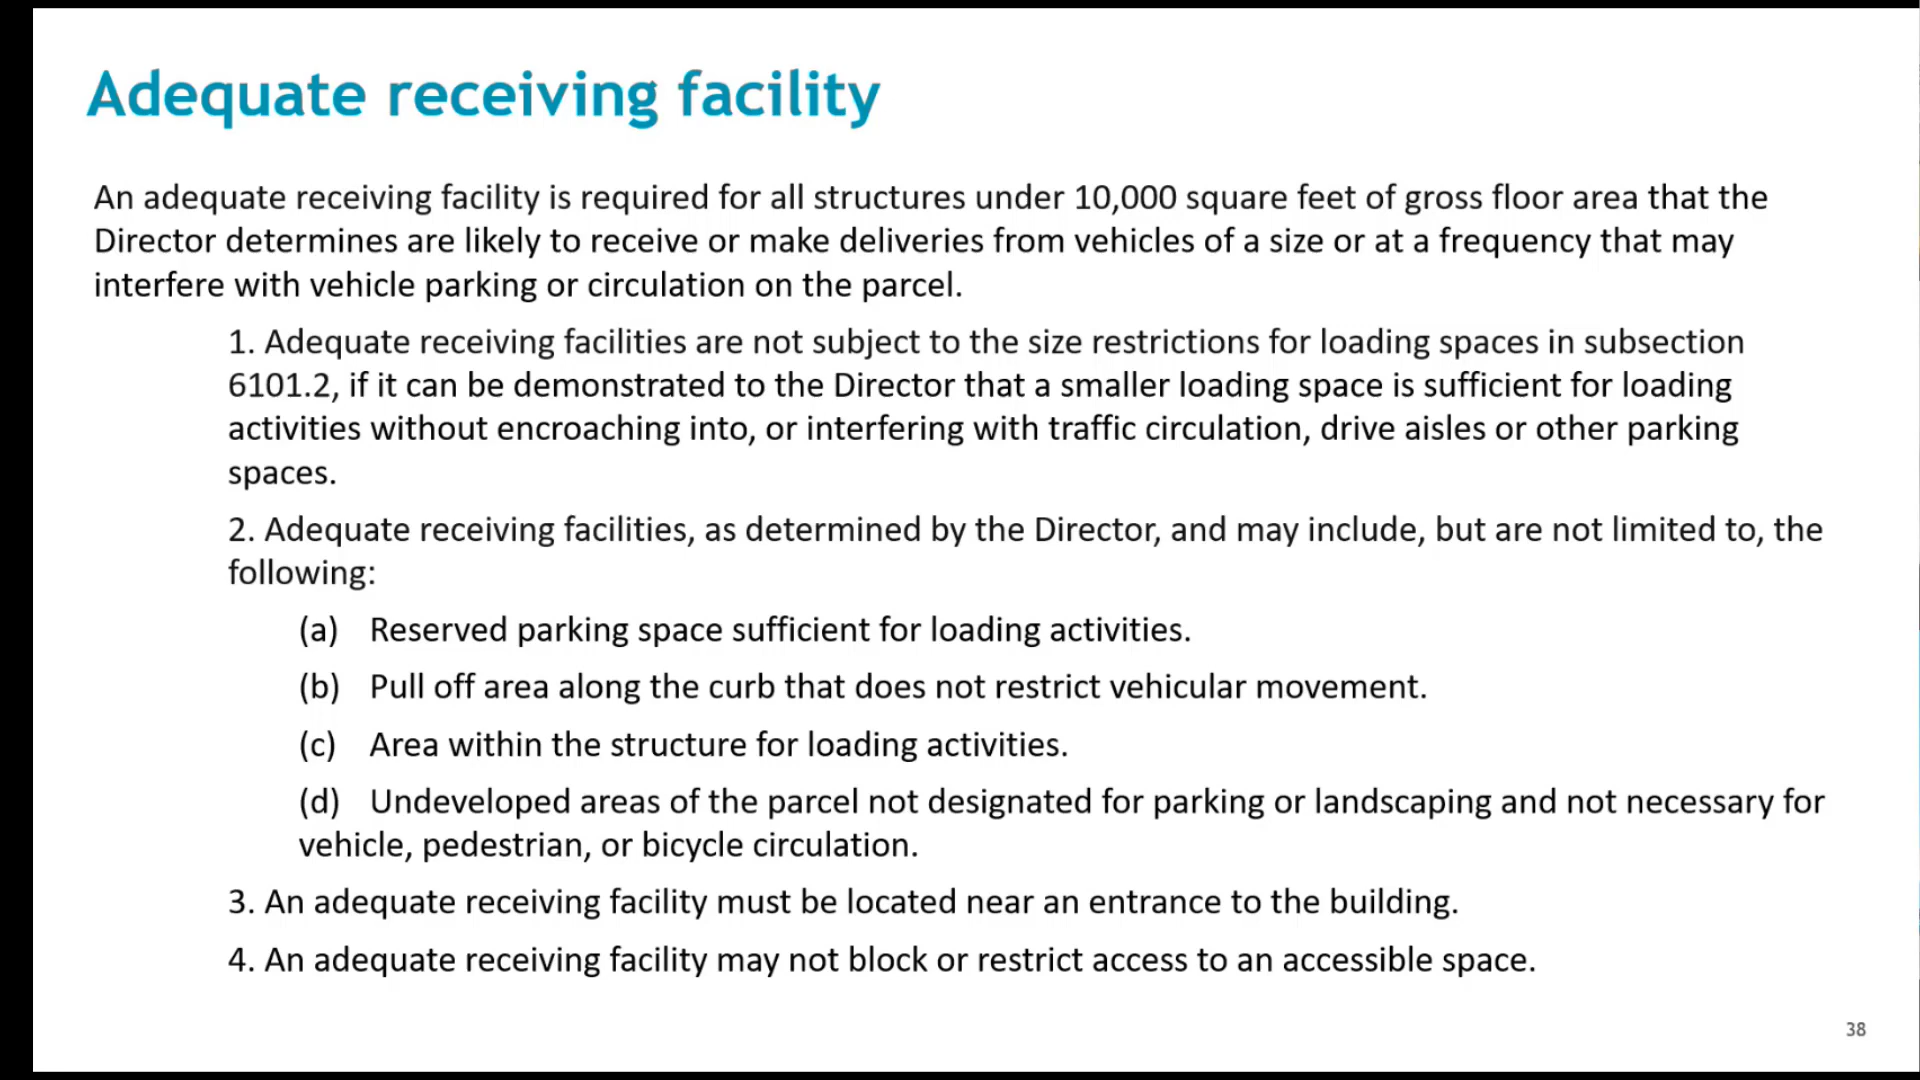 Adequate receiving facility
An adequate receiving facility is required for all structures under 10,000 square feet of gross floor area that the
Director determines are likely to receive or make deliveries from vehicles of a size or at a frequency that may
interfere with vehicle parking or circulation on the parcel.
1. Adequate receiving facilities are not subject to the size restrictions for loading spaces in subsection
6101.2, if it can be demonstrated to the Director that a smaller loading space is sufficient for loading
activities without encroaching into, or interfering with traffic circulation, drive aisles or other parking
spaces.
2. Adequate receiving facilities, as determined by the Director, and may include, but are not limited to, the
following:
(a) Reserved parking space sufficient for loading activities.
(b) Pull off area along the curb that does not restrict vehicular movement.
(c) Area within the structure for loading activities.
(d) Undeveloped areas of the parcel not designated for parking or landscaping and not necessary for
vehicle, pedestrian, or bicycle circulation.
3. An adequate receiving facility must be located near an entrance to the building.
4. An adequate receiving facility may not block or restrict access to an accessible space.
38